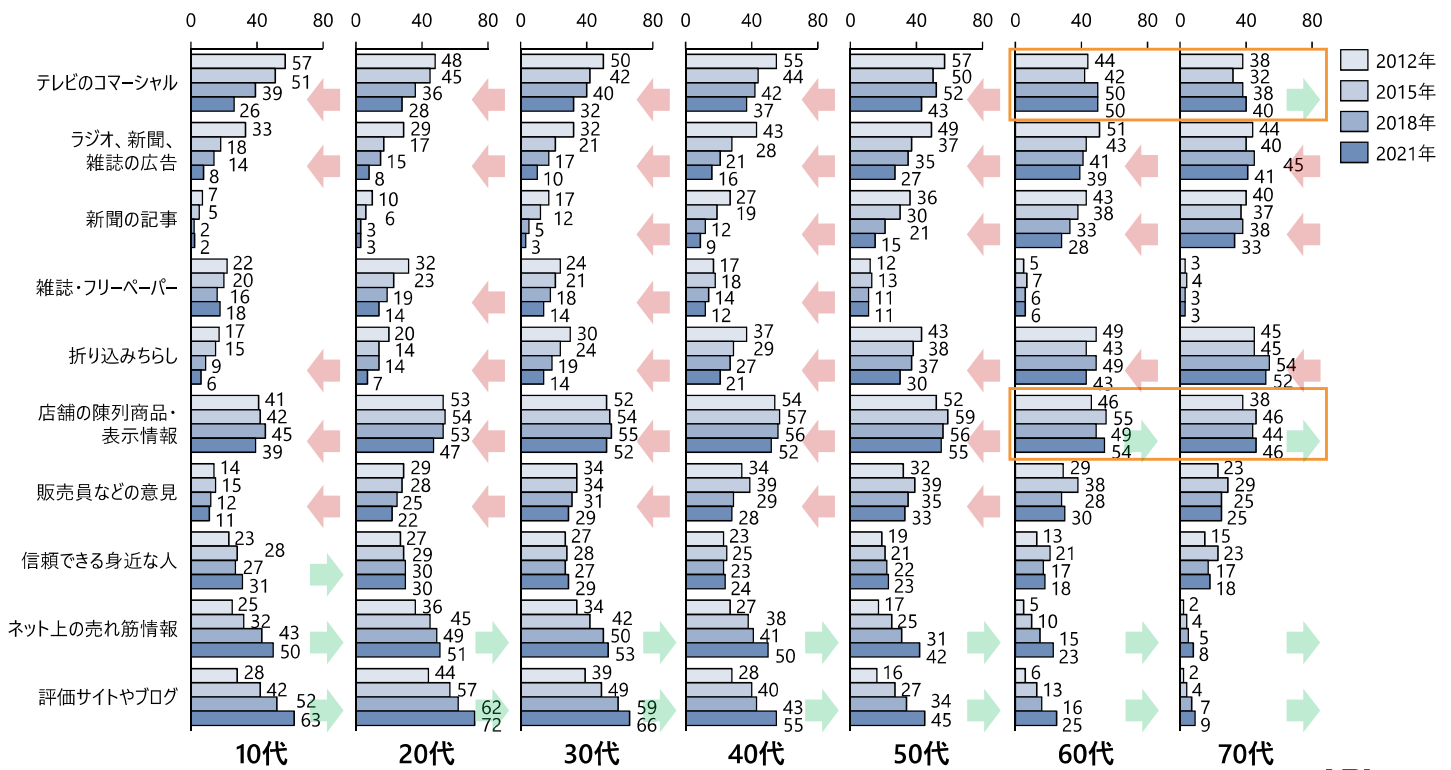 0 80 0 40 80 0 40 80 0 40 80 0 40 80 0 40 80 0 40 80
テレビのコマーシャル 57 51 39 26 48 45 36 28 50 42 40 32 55 44 42 37 57 50 52 43 44 42 50 50 38 32 38 40
2012年
2015年
2018年
2021年
ラジオ、新聞、
雑誌の広告 33 18 14 8 29 17 15 8 32 21 17 10 43 28 21 16 49 37 35 27 51 43 41 39 44 40 45 41
新聞の記事 7 5 2 2 10 6 3 3 17 12 5 3 27 19 12 9 36 30 21 15 43 38 33 28 40 37 38 33
雑誌・フリーペーパー 22 20 16 18 32 23 19 14 24 21 18 14 17 18 14 12 12 13 11 11 5 7 6 6 3 4 3 3
折り込みちらし 17 15 9 6 20 14 14 7 30 24 19 14 37 29 27 21 43 38 37 30 49 43 49 43 45 45 54 52
店舗の陳列商品・
表示情報 41 42 45 39 53 54 53 47 52 54 55 52 54 57 56 52 52 59 56 55 46 55 49 54 38 46 44 46
販売員などの意見 14 15 12 11 29 28 25 22 34 34 31 29 34 39 29 28 32 39 35 33 29 38 28 30 23 29 25 25
信頼できる身近な人 23 28 27 31 27 29 30 30 27 28 27 29 23 25 23 24 19 21 22 23 13 21 17 18 15 23 17 18
ネット上の売れ筋情報 25 32 43 50 36 45 49 51 34 42 50 53 27 38 41 50 17 25 31 42 5 10 15 23 2 4 5 8
評価サイトやブログ 28 42 52 63 44 57 62 72 39 49 59 66 28 40 43 55 16 27 34 45 6 13 16 25 2 4 7 9
10代 20代 30代 40代 50代 60代 70代